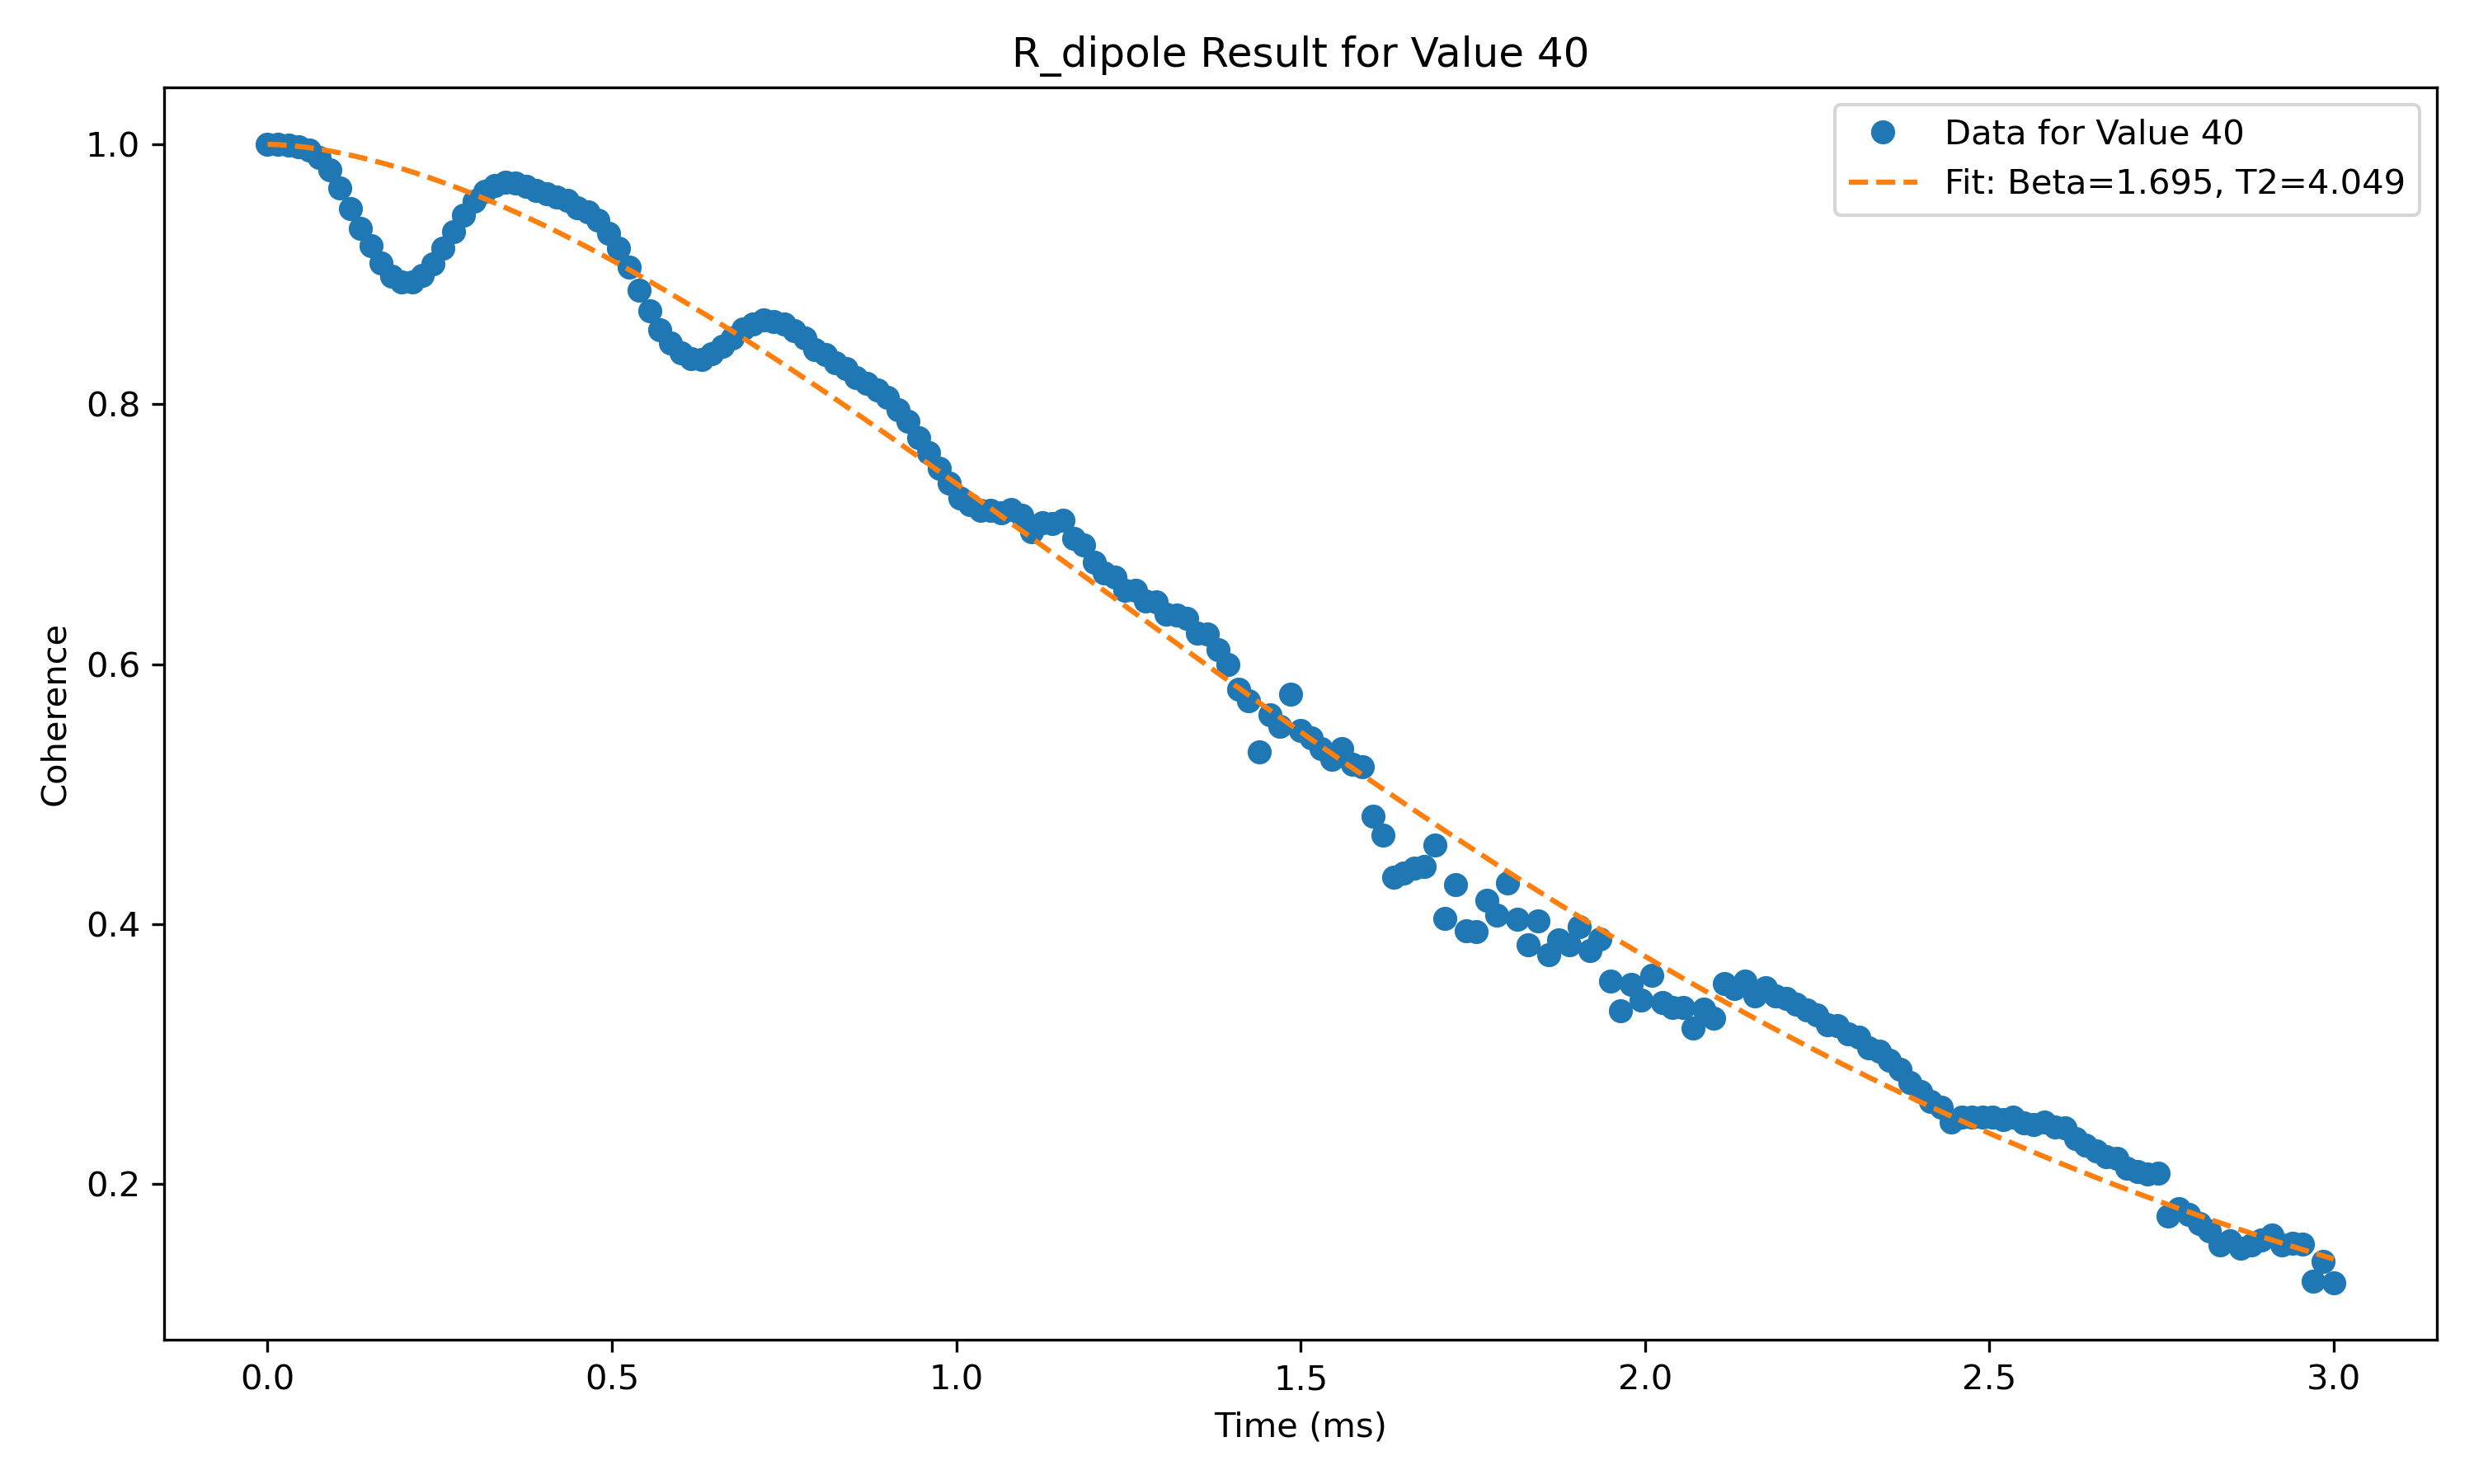 R_dipole Result for Value 40
Data for Value 40
Fit: Beta=1.695, T2=4.049
Coherence
1.0
0.8
0.6
0.4
0.2
0.0
0.5
1.0
1.5
2.0
2.5
3.0
Time (ms)